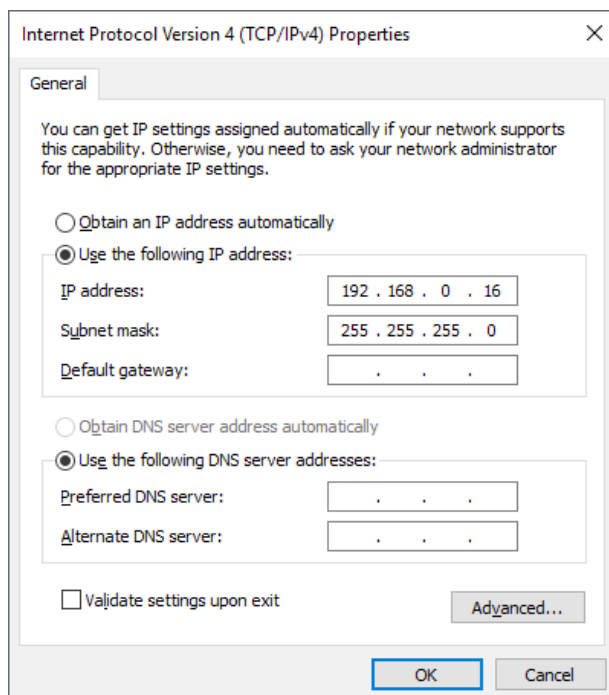 Internet Protocol Version 4 (TCP/IPv4) Properties
General
You can get IP settings assigned automatically if your network supports
this capability. Otherwise, you need to ask your network administrator
for the appropriate IP settings.
Obtain an IP address automatically
Use the following IP address:
IP address: 192 . 168 . 0 . 16
Subnet mask: 255 . 255 . 255 . 0
Default gateway: . . .
Obtain DNS server address automatically
Use the following DNS server addresses:
Preferred DNS server: . . .
Alternate DNS server: . . .
Validate settings upon exit
Advanced...
OK Cancel